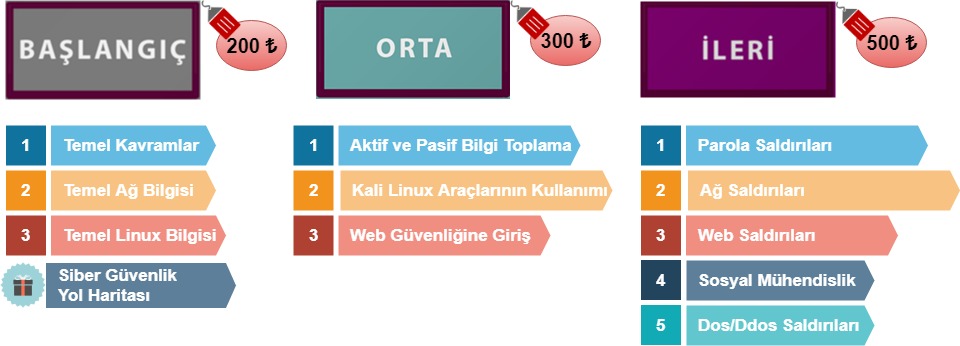 BAŞLANGIÇ
200 ₺
1 Temel Kavramlar
2 Temel Ağ Bilgisi
3 Temel Linux Bilgisi
Siber Güvenlik
Yol Haritası
ORTA
300 ₺
1 Aktif ve Pasif Bilgi Toplama
2 Kali Linux Araçlarının Kullanımı
3 Web Güvenliğine Giriş
İLERİ
500 ₺
1 Parola Saldırıları
2 Ağ Saldırıları
3 Web Saldırıları
4 Sosyal Mühendislik
5 Dos/Ddos Saldırıları